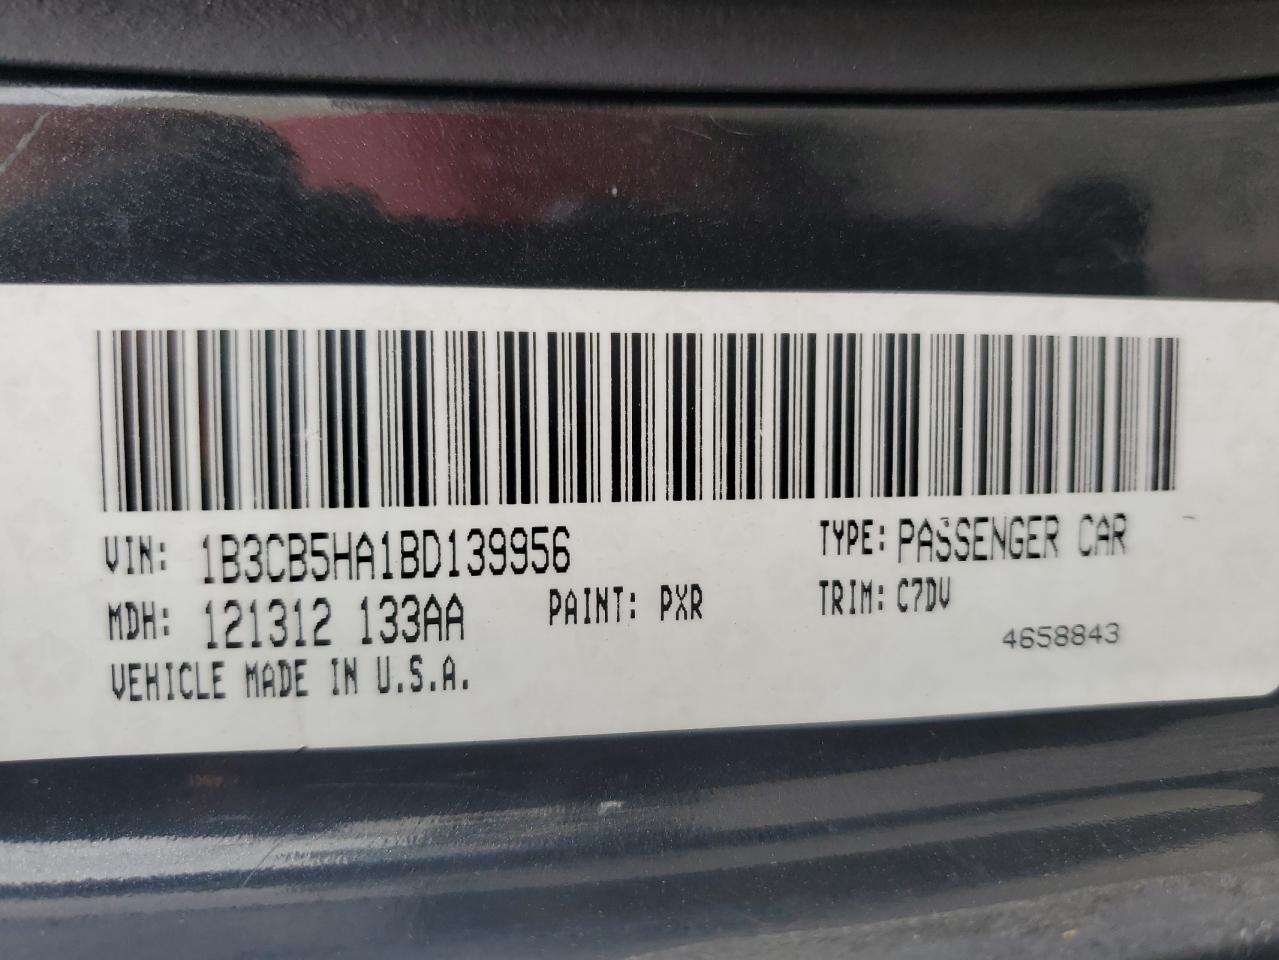 VIN: 1B3CB5HA1BD139956
TYPE: PASSENGER CAR
MDH: 121312 133AA
PAINT: PXR
TRIM: C7DV
VEHICLE MADE IN U.S.A.
4658843